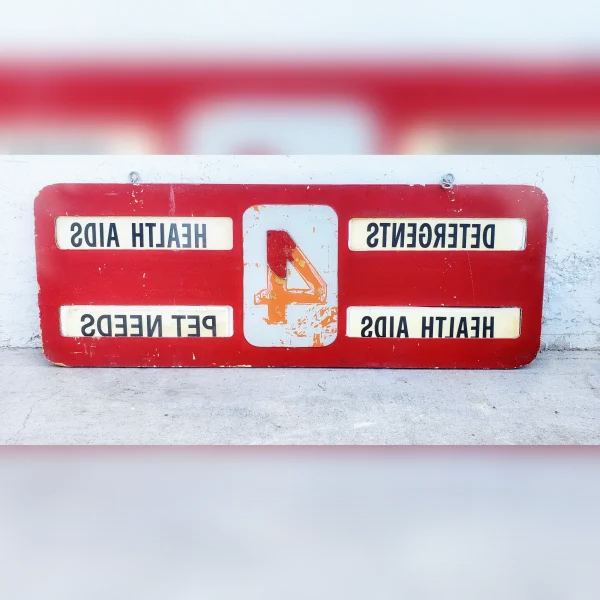 DETERGENTS
HEALTH AIDS
4
HEALTH AIDS
PET NEEDS